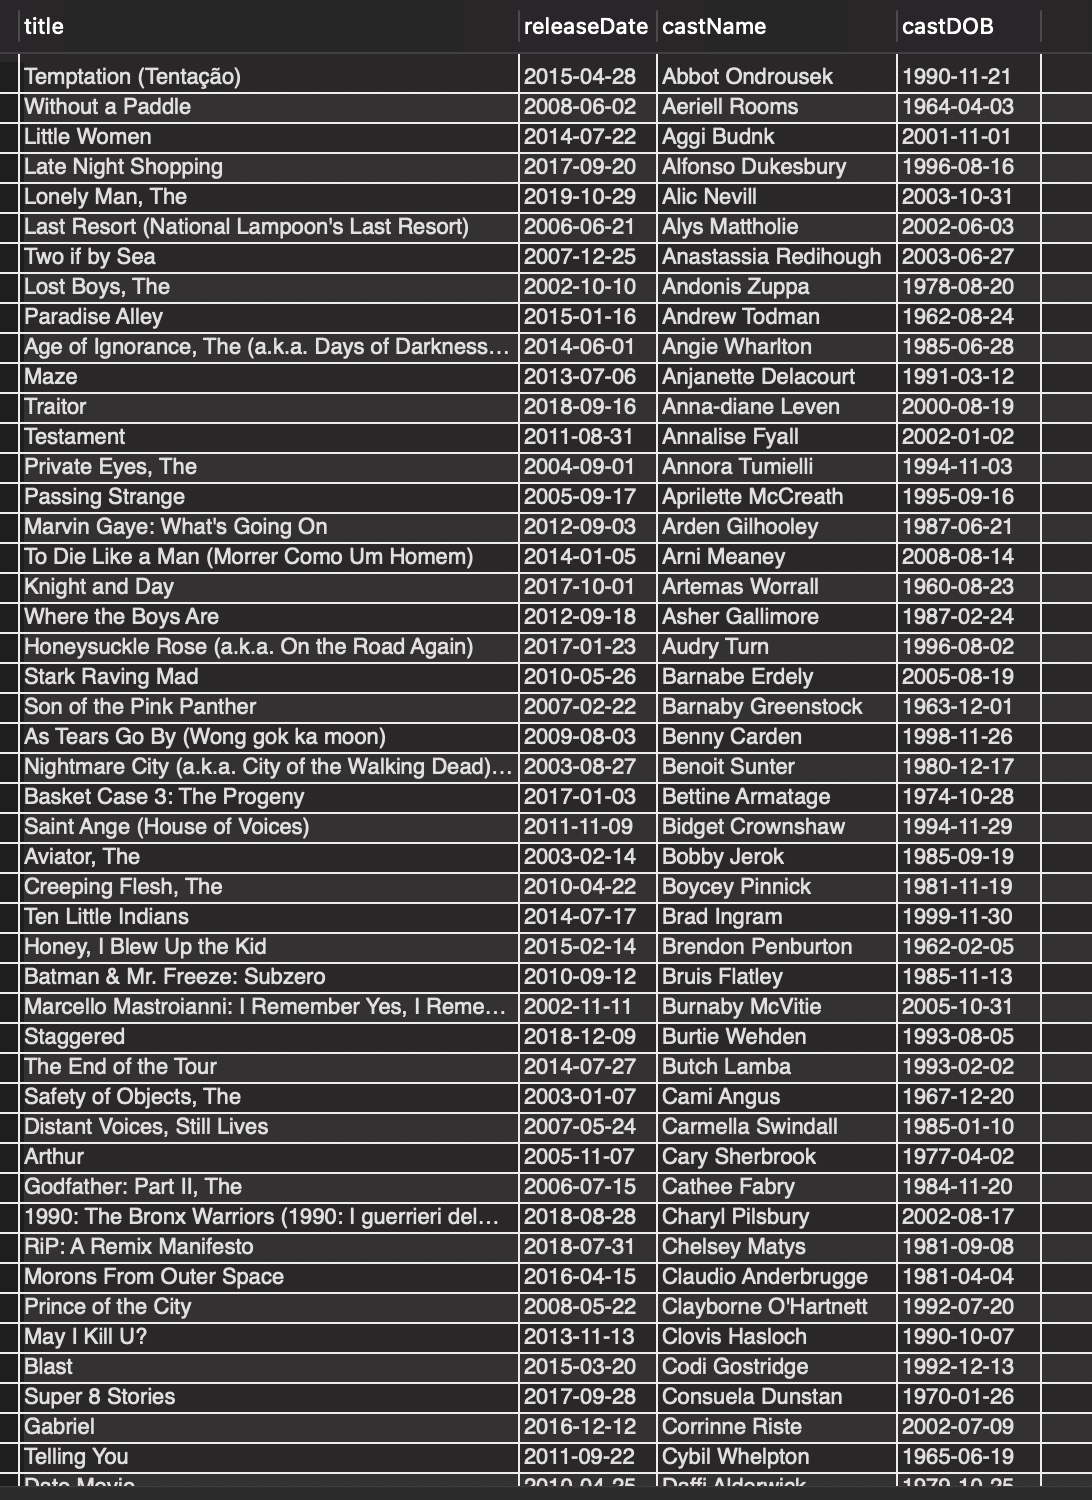 title releaseDate castName castDOB
Temptation (Tentação) 2015-04-28 Abbot Ondrousek 1990-11-21
Without a Paddle 2008-06-02 Aeriell Rooms 1964-04-03
Little Women 2014-07-22 Aggi Budnk 2001-11-01
Late Night Shopping 2017-09-20 Alfonso Dukesbury 1996-08-16
Lonely Man, The 2019-10-29 Alic Nevill 2003-10-31
Last Resort (National Lampoon's Last Resort) 2006-06-21 Alys Mattholie 2002-06-03
Two if by Sea 2007-12-25 Anastassia Redihough 2003-06-27
Lost Boys, The 2002-10-10 Andonis Zuppa 1978-08-20
Paradise Alley 2015-01-16 Andrew Todman 1962-08-24
Age of Ignorance, The (a.k.a. Days of Darkness... 2014-06-01 Angie Wharlton 1985-06-28
Maze 2013-07-06 Anjanette Delacourt 1991-03-12
Traitor 2018-09-16 Anna-diane Leven 2000-08-19
Testament 2011-08-31 Annalise Fyall 2002-01-02
Private Eyes, The 2004-09-01 Annora Tumielli 1994-11-03
Passing Strange 2005-09-17 Aprilette McCreath 1995-09-16
Marvin Gaye: What's Going On 2012-09-03 Arden Gilhooley 1987-06-21
To Die Like a Man (Morrer Como Um Homem) 2014-01-05 Arni Meaney 2008-08-14
Knight and Day 2017-10-01 Artemas Worrall 1960-08-23
Where the Boys Are 2012-09-18 Asher Gallimore 1987-02-24
Honeysuckle Rose (a.k.a. On the Road Again) 2017-01-23 Audry Turn 1996-08-02
Stark Raving Mad 2010-05-26 Barnabe Erdely 2005-08-19
Son of the Pink Panther 2007-02-22 Barnaby Greenstock 1963-12-01
As Tears Go By (Wong gok ka moon) 2009-08-03 Benny Carden 1998-11-26
Nightmare City (a.k.a. City of the Walking Dead)... 2003-08-27 Benoit Sunter 1980-12-17
Basket Case 3: The Progeny 2017-01-03 Bettine Armatage 1974-10-28
Saint Ange (House of Voices) 2011-11-09 Bidget Crownshaw 1994-11-29
Aviator, The 2003-02-14 Bobby Jerok 1985-09-19
Creeping Flesh, The 2010-04-22 Boycey Pinnick 1981-11-19
Ten Little Indians 2014-07-17 Brad Ingram 1999-11-30
Honey, I Blew Up the Kid 2015-02-14 Brendon Penburton 1962-02-05
Batman & Mr. Freeze: Subzero 2010-09-12 Bruis Flatley 1985-11-13
Marcello Mastroianni: I Remember Yes, I Reme... 2002-11-11 Burnaby McVitie 2005-10-31
Staggered 2018-12-09 Burtie Wehden 1993-08-05
The End of the Tour 2014-07-27 Butch Lamba 1993-02-02
Safety of Objects, The 2003-01-07 Cami Angus 1967-12-20
Distant Voices, Still Lives 2007-05-24 Carmella Swindall 1985-01-10
Arthur 2005-11-07 Cary Sherbrook 1977-04-02
Godfather: Part II, The 2006-07-15 Cathee Fabry 1984-11-20
1990: The Bronx Warriors (1990: I guerrieri del... 2018-08-28 Charyl Pilsbury 2002-08-17
RiP: A Remix Manifesto 2018-07-31 Chelsey Matys 1981-09-08
Morons From Outer Space 2016-04-15 Claudio Anderbrugge 1981-04-04
Prince of the City 2008-05-22 Clayborne O'Hartnett 1992-07-20
May I Kill U? 2013-11-13 Clovis Hasloch 1990-10-07
Blast 2015-03-20 Codi Gostridge 1992-12-13
Super 8 Stories 2017-09-28 Consuela Dunstan 1970-01-26
Gabriel 2016-12-12 Corrinne Riste 2002-07-09
Telling You 2011-09-22 Cybil Whelpton 1965-06-19
Date Movie 2010-04-25